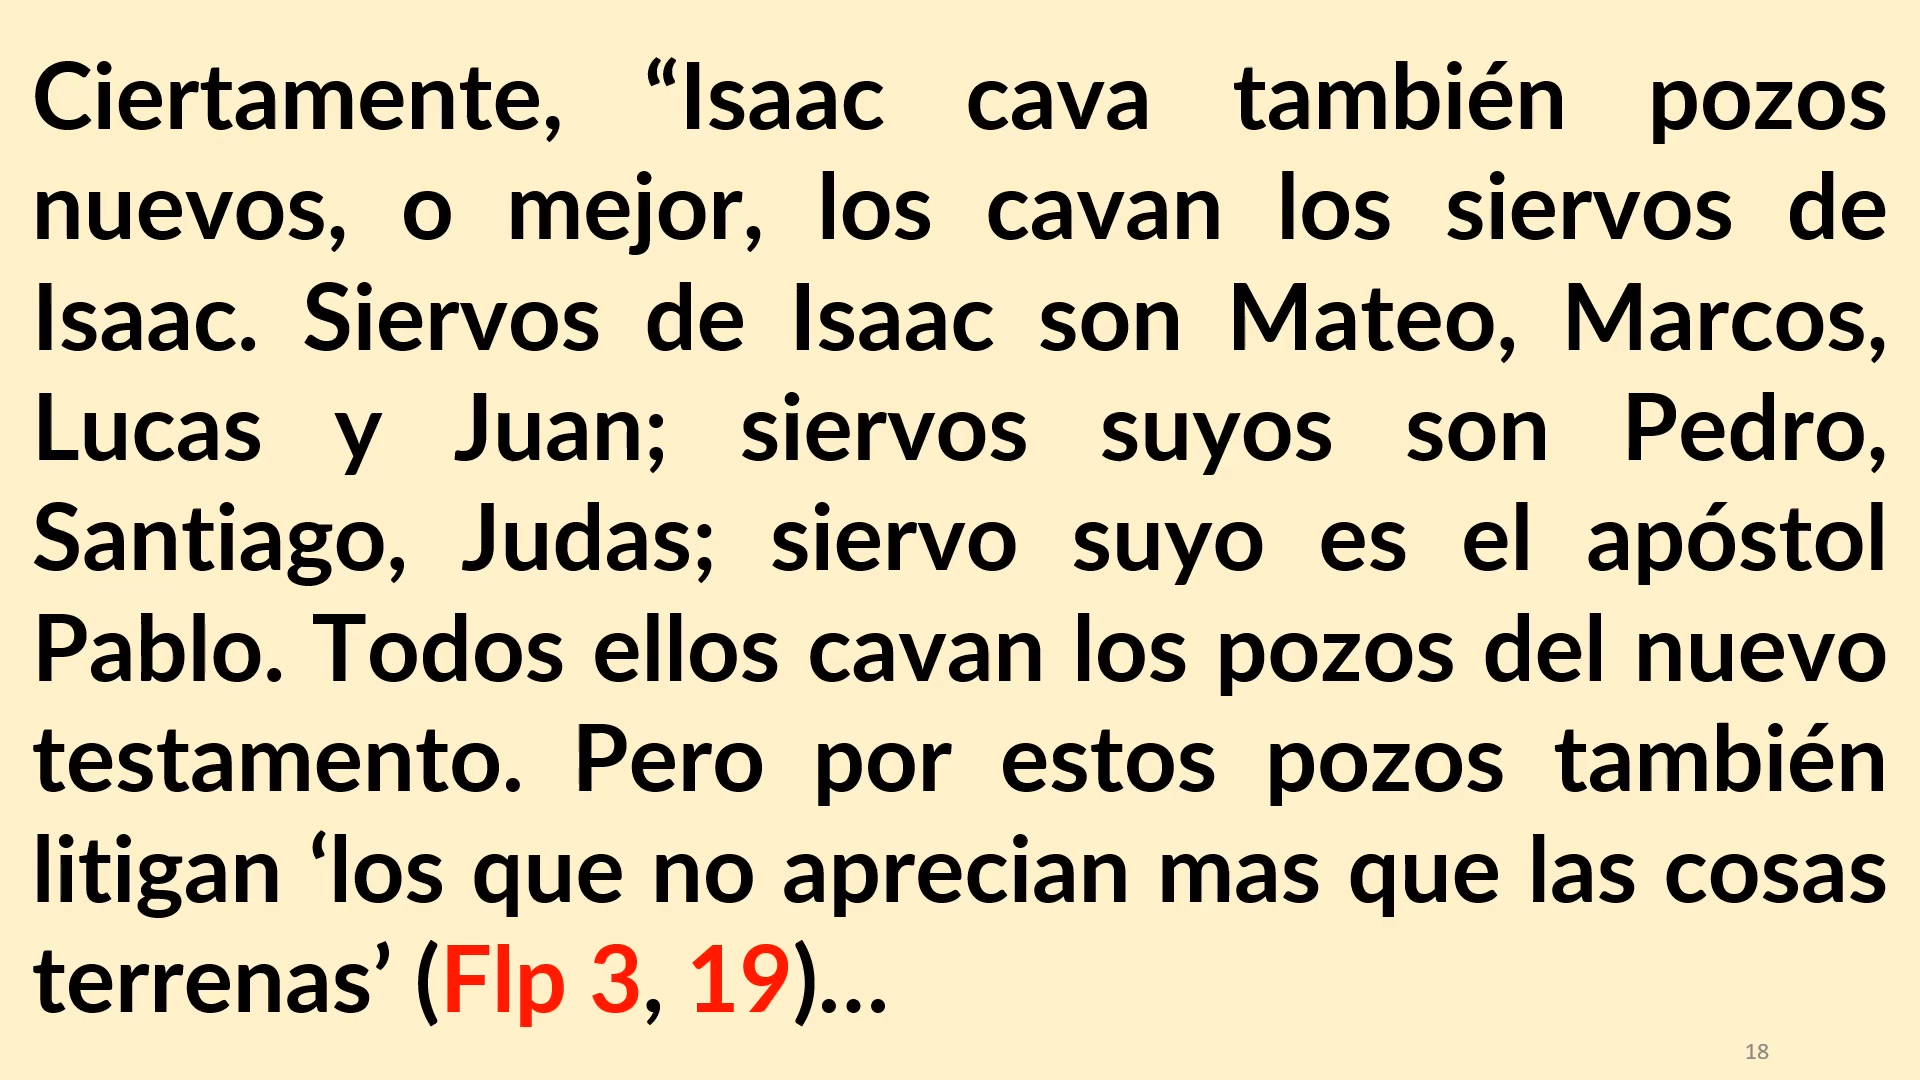 Ciertamente, “Isaac cava también pozos
nuevos, o mejor, los cavan los siervos de
Isaac. Siervos de Isaac son Mateo, Marcos,
Lucas y Juan; siervos suyos son Pedro,
Santiago, Judas; siervo suyo es el apóstol
Pablo. Todos ellos cavan los pozos del nuevo
testamento. Pero por estos pozos también
litigan ‘los que no aprecian mas que las cosas
terrenas’ (Flp 3, 19)…
18